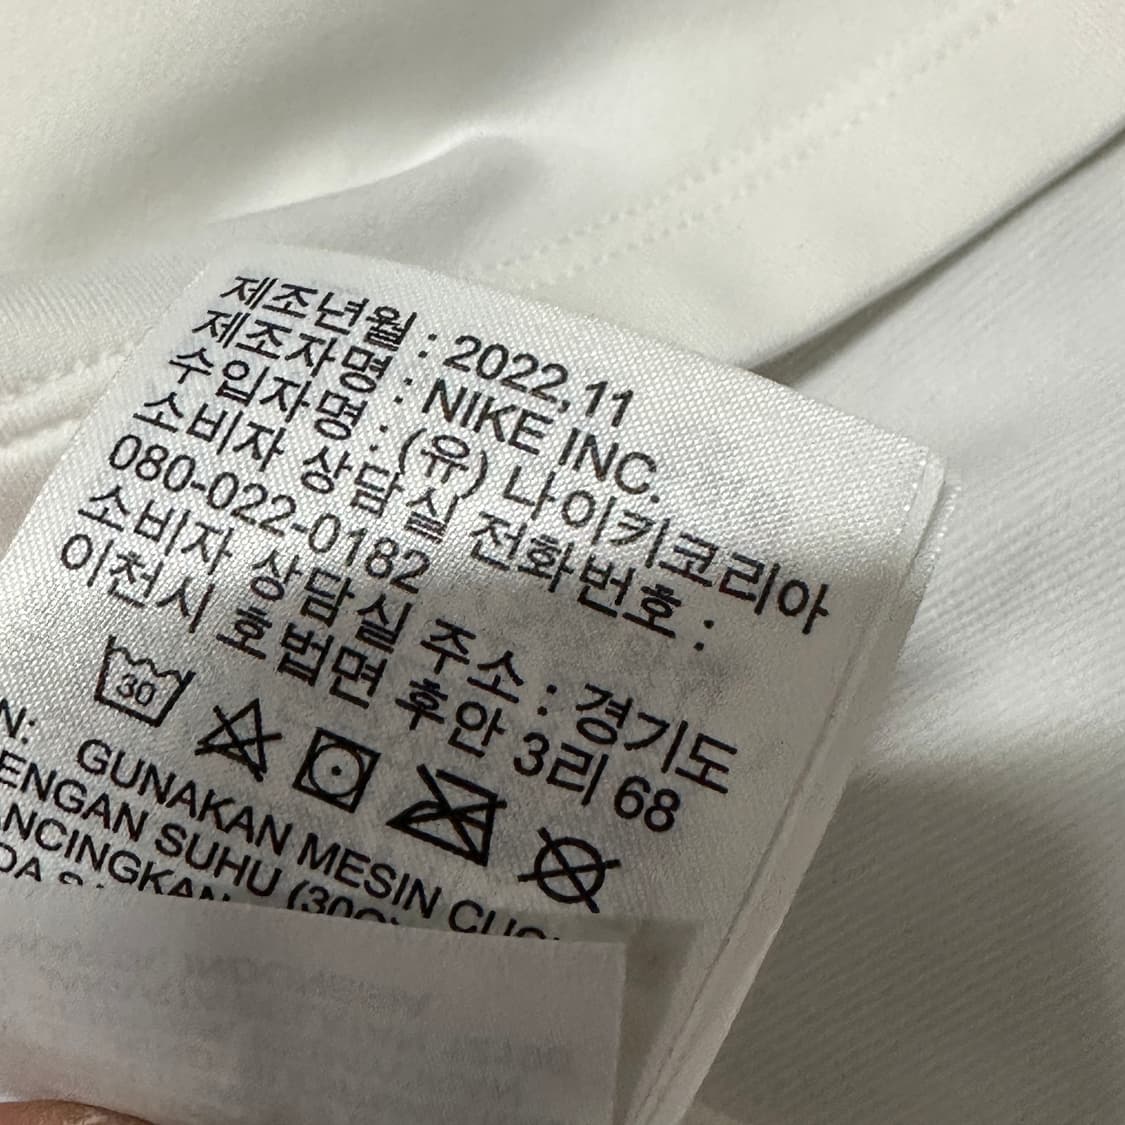 제조년월 : 2022.11
제조자명 : NIKE INC.
수입자명 : (유) 나이키코리아
소비자 상담실 전화번호 :
080-022-0182
소비자 상담실 주소 : 경기도
이천시 호법면 후안 3리 68
30
N: GUNAKAN MESIN
ENGAN SUHU (30C)
ANCINGKAN